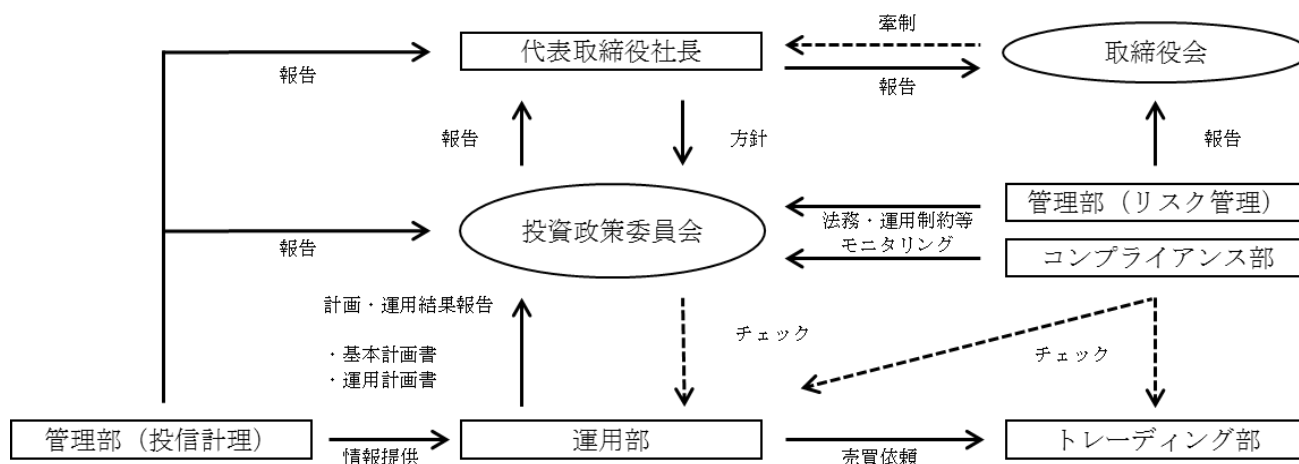 牽制
代表取締役社長
取締役会
報告
報告
報告
方針
報告
管理部（リスク管理）
投資政策委員会
法務・運用制約等
モニタリング
報告
コンプライアンス部
計画・運用結果報告
チェック
チェック
・基本計画書
・運用計画書
管理部（投信計理）
運用部
トレーディング部
情報提供
売買依頼